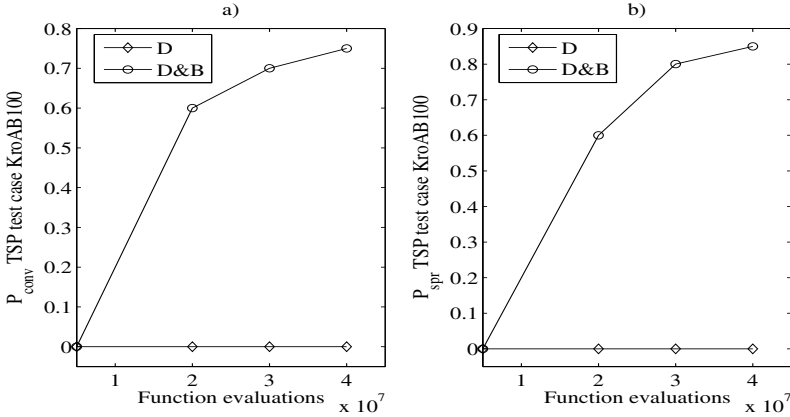 a)
P_conv TSP test case KroAB100
0.8
0.7
0.6
0.5
0.4
0.3
0.2
0.1
0
D
D&B
1
2
3
4
Function evaluations
x 10^7
b)
P_spr TSP test case KroAB100
0.9
0.8
0.7
0.6
0.5
0.4
0.3
0.2
0.1
0
D
D&B
1
2
3
4
Function evaluations
x 10^7